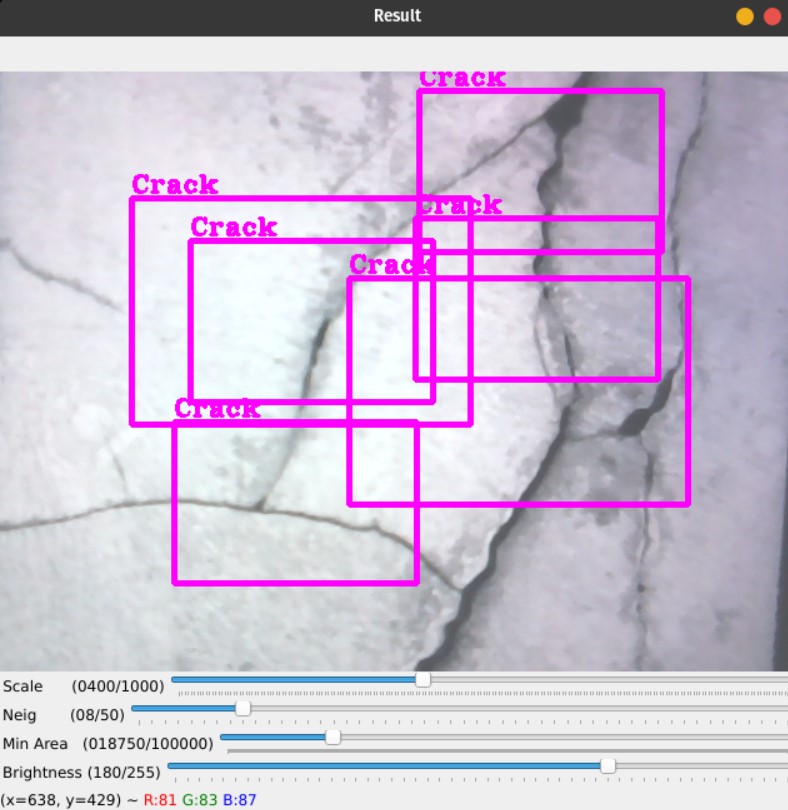 Result
Crack
Crack
Crack
Crack
Crack
Crack
Scale (0400/1000)
Neig (08/50)
Min Area (018750/100000)
Brightness (180/255)
(x=638, y=429) ~ R:81 G:83 B:87